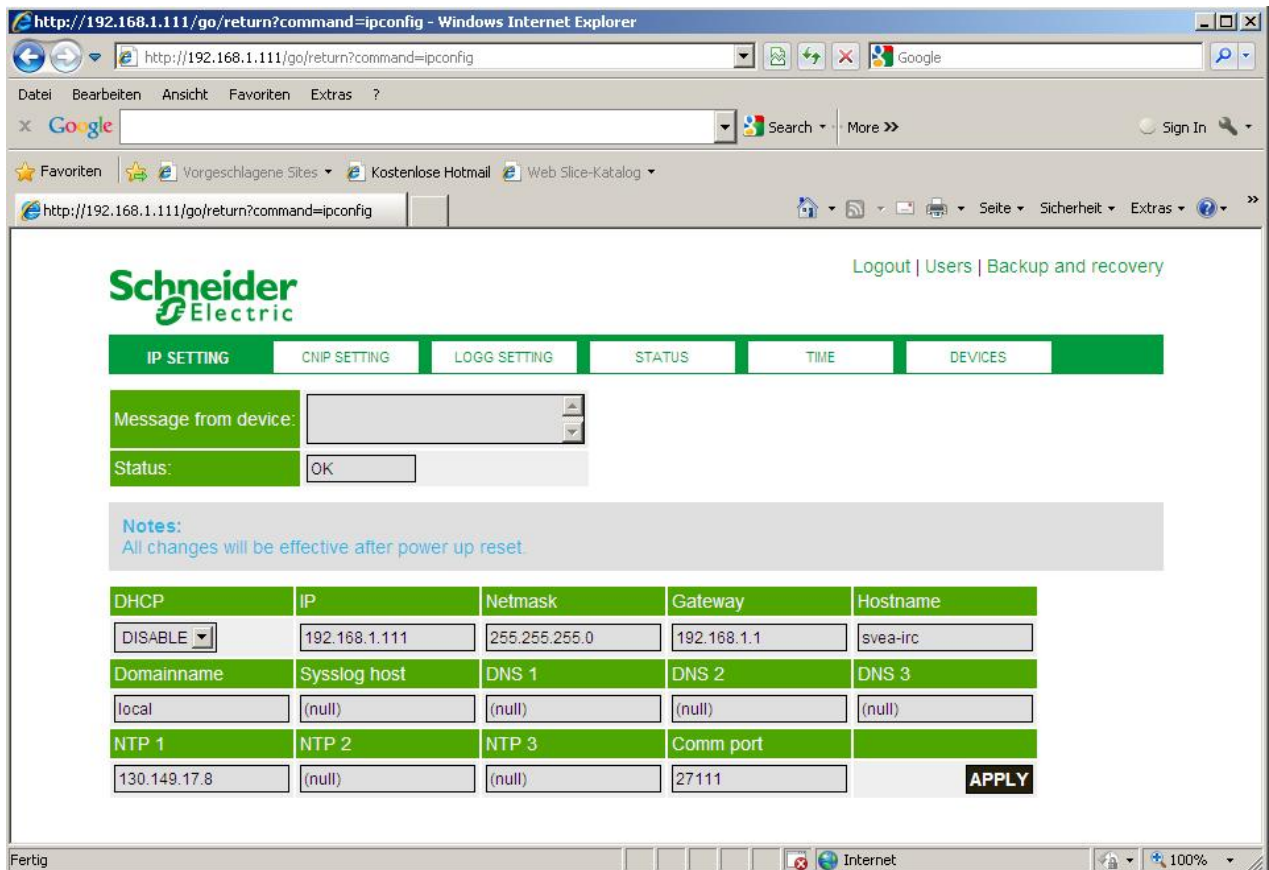 http://192.168.1.111/go/return?command=ipconfig - Windows Internet Explorer
http://192.168.1.111/go/return?command=ipconfig
Google
Datei Bearbeiten Ansicht Favoriten Extras ?
x Google Search More >> Sign In
Favoriten Vorgeschlagene Sites Kostenlose Hotmail Web Slice-Katalog
http://192.168.1.111/go/return?command=ipconfig Seite Sicherheit Extras
Logout | Users | Backup and recovery
Schneider
Electric
IP SETTING CNIP SETTING LOGG SETTING STATUS TIME DEVICES
Message from device:
Status: OK
Notes:
All changes will be effective after power up reset.
DHCP IP Netmask Gateway Hostname
DISABLE 192.168.1.111 255.255.255.0 192.168.1.1 svea-irc
Domainname Sysslog host DNS 1 DNS 2 DNS 3
local (null) (null) (null) (null)
NTP 1 NTP 2 NTP 3 Comm port
130.149.17.8 (null) (null) 27111 APPLY
Fertig Internet 100%